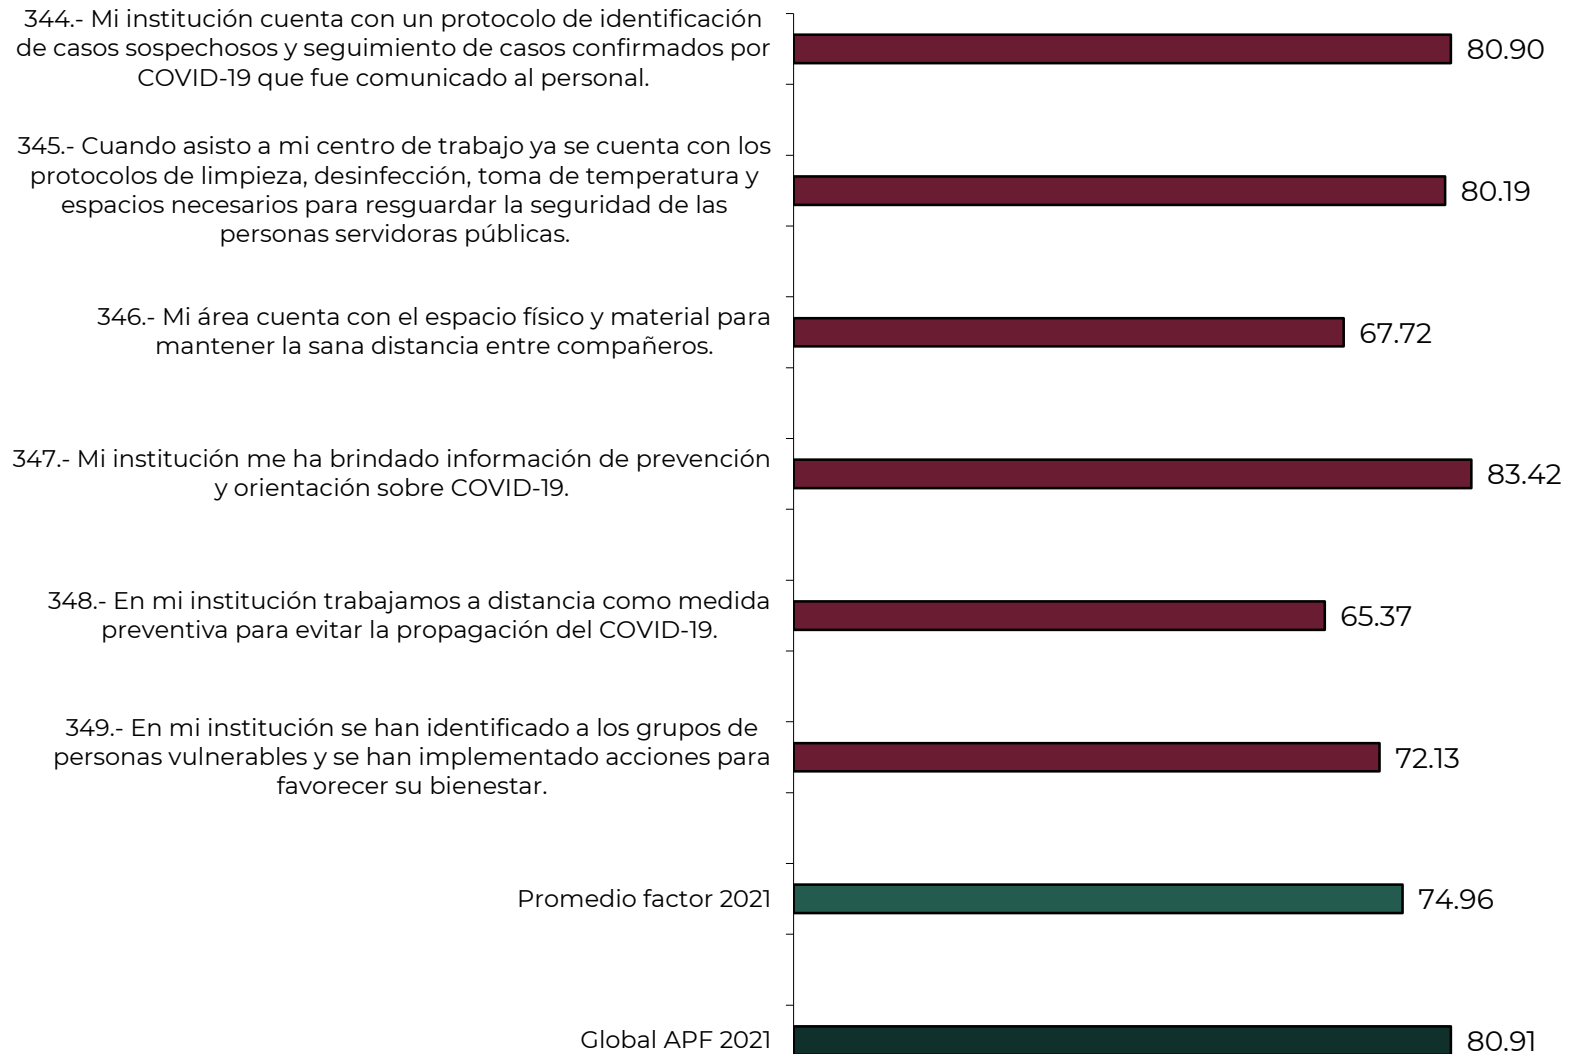 344.- Mi institución cuenta con un protocolo de identificación
de casos sospechosos y seguimiento de casos confirmados por
COVID-19 que fue comunicado al personal.
80.90
345.- Cuando asisto a mi centro de trabajo ya se cuenta con los
protocolos de limpieza, desinfección, toma de temperatura y
espacios necesarios para resguardar la seguridad de las
personas servidoras públicas.
80.19
346.- Mi área cuenta con el espacio físico y material para
mantener la sana distancia entre compañeros.
67.72
347.- Mi institución me ha brindado información de prevención
y orientación sobre COVID-19.
83.42
348.- En mi institución trabajamos a distancia como medida
preventiva para evitar la propagación del COVID-19.
65.37
349.- En mi institución se han identificado a los grupos de
personas vulnerables y se han implementado acciones para
favorecer su bienestar.
72.13
Promedio factor 2021
74.96
Global APF 2021
80.91